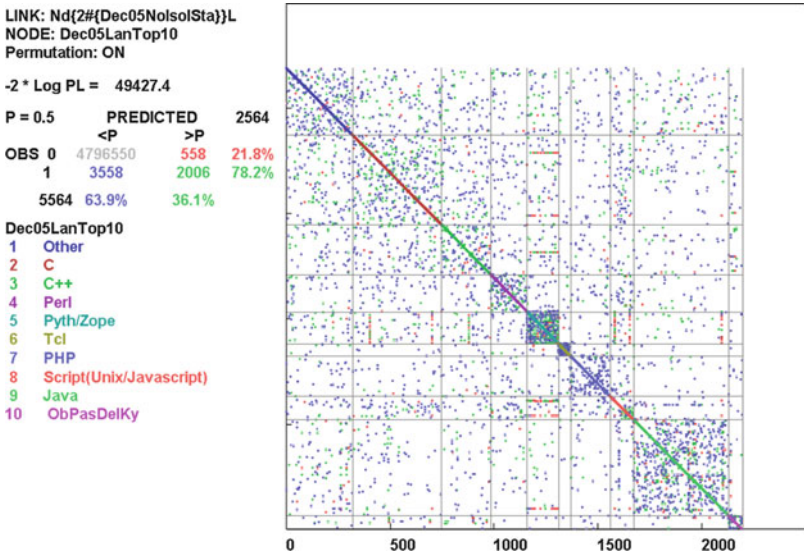 LINK: Nd{2#{Dec05NoIsolSta}}L
NODE: Dec05LanTop10
Permutation: ON
-2 * Log PL = 49427.4
P = 0.5 PREDICTED 2564
<P >P
OBS 0 4796550 558 21.8%
1 3558 2006 78.2%
5564 63.9% 36.1%
Dec05LanTop10
1 Other
2 C
3 C++
4 Perl
5 Pyth/Zope
6 Tcl
7 PHP
8 Script(Unix/Javascript)
9 Java
10 ObPasDelKy
0 500 1000 1500 2000